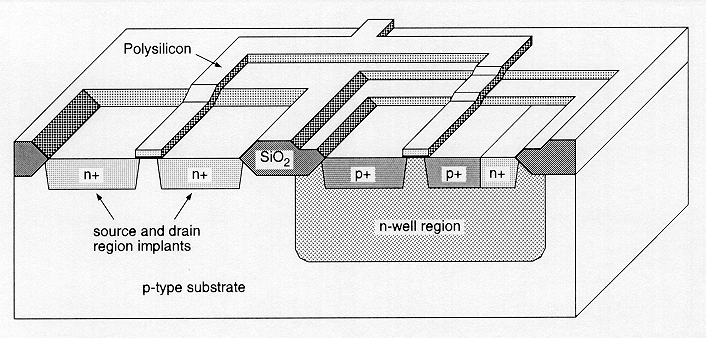 Polysilicon
n+
n+
SiO2
p+
p+
n+
source and drain
region implants
n-well region
p-type substrate